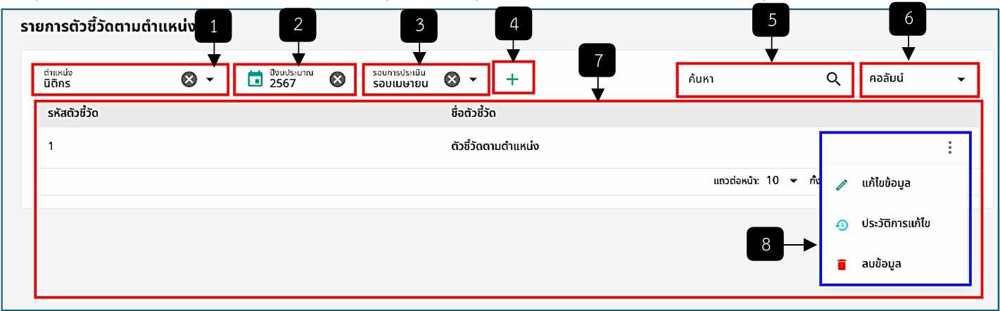 รายการตัวชี้วัดตามตำแหน่ง
1
2
3
4
5
6
7
ตำแหน่ง
นิติกร
ปีงบประมาณ
2567
รอบการประเมิน
รอบเมษายน
ค้นหา
คอลัมน์
รหัสตัวชี้วัด
ชื่อตัวชี้วัด
1
ตัวชี้วัดตามตำแหน่ง
แถวต่อหน้า: 10
แก้ไขข้อมูล
ประวัติการแก้ไข
8
ลบข้อมูล